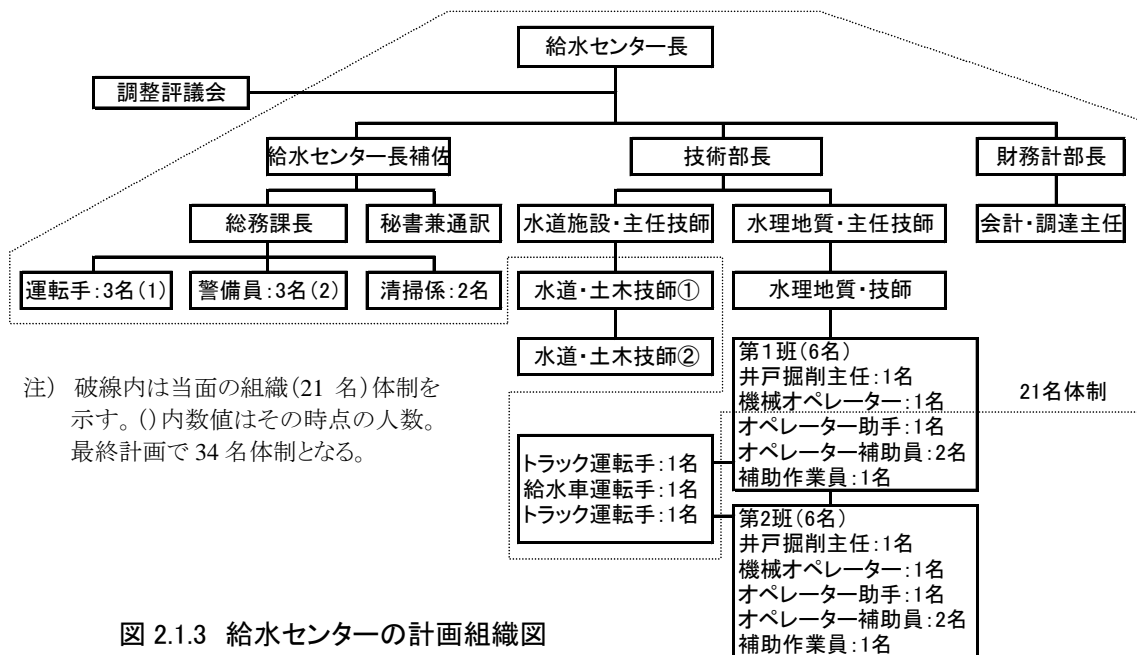 給水センター長
調整評議会
給水センター長補佐
技術部長
財務計部長
総務課長
秘書兼通訳
水道施設・主任技師
水理地質・主任技師
会計・調達主任
運転手:3名(1)
警備員:3名(2)
清掃係:2名
水道・土木技師①
水理地質・技師
水道・土木技師②
第1班(6名)
井戸掘削主任:1名
機械オペレーター:1名
オペレーター助手:1名
オペレーター補助員:2名
補助作業員:1名
21名体制
注) 破線内は当面の組織(21 名)体制を
示す。()内数値はその時点の人数。
最終計画で 34 名体制となる。
トラック運転手:1名
給水車運転手:1名
トラック運転手:1名
第2班(6名)
井戸掘削主任:1名
機械オペレーター:1名
オペレーター助手:1名
オペレーター補助員:2名
補助作業員:1名
図 2.1.3 給水センターの計画組織図